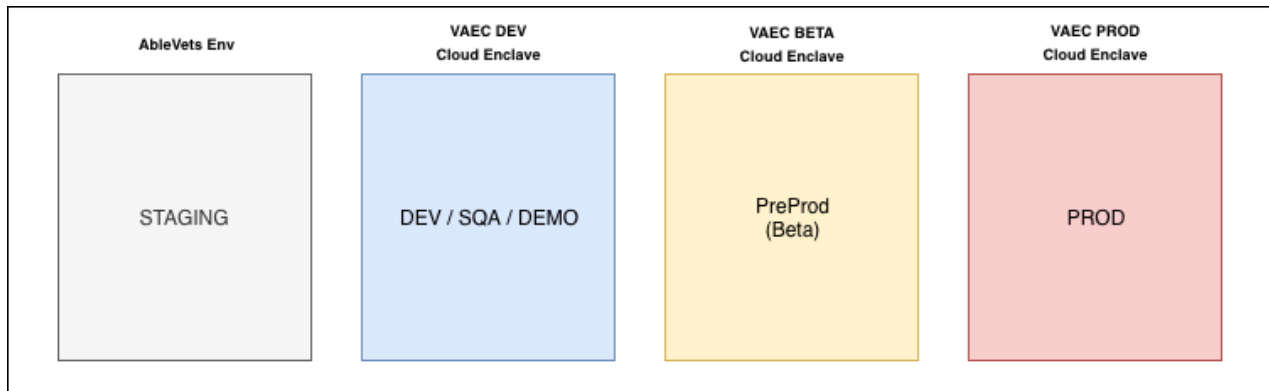 AbleVets Env
VAEC DEV
Cloud Enclave
VAEC BETA
Cloud Enclave
VAEC PROD
Cloud Enclave
STAGING
DEV / SQA / DEMO
PreProd
(Beta)
PROD